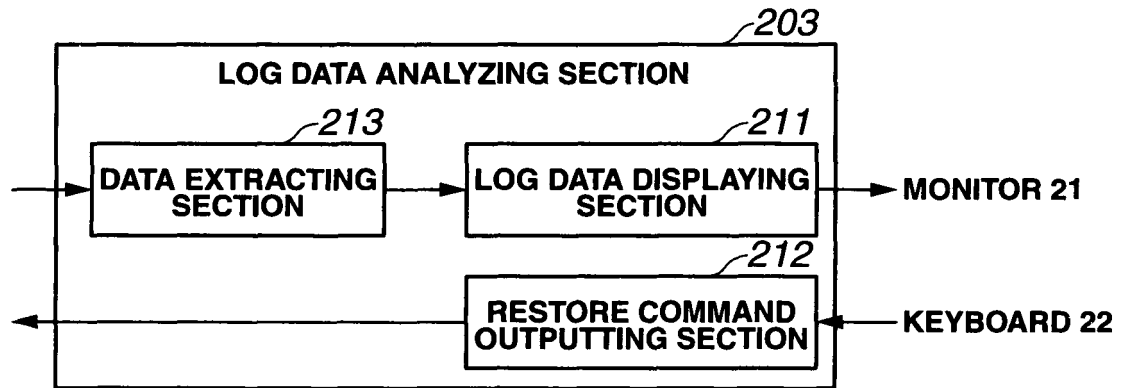 203
LOG DATA ANALYZING SECTION
213
211
DATA EXTRACTING
SECTION
LOG DATA DISPLAYING
SECTION
MONITOR 21
212
RESTORE COMMAND
OUTPUTTING SECTION
KEYBOARD 22